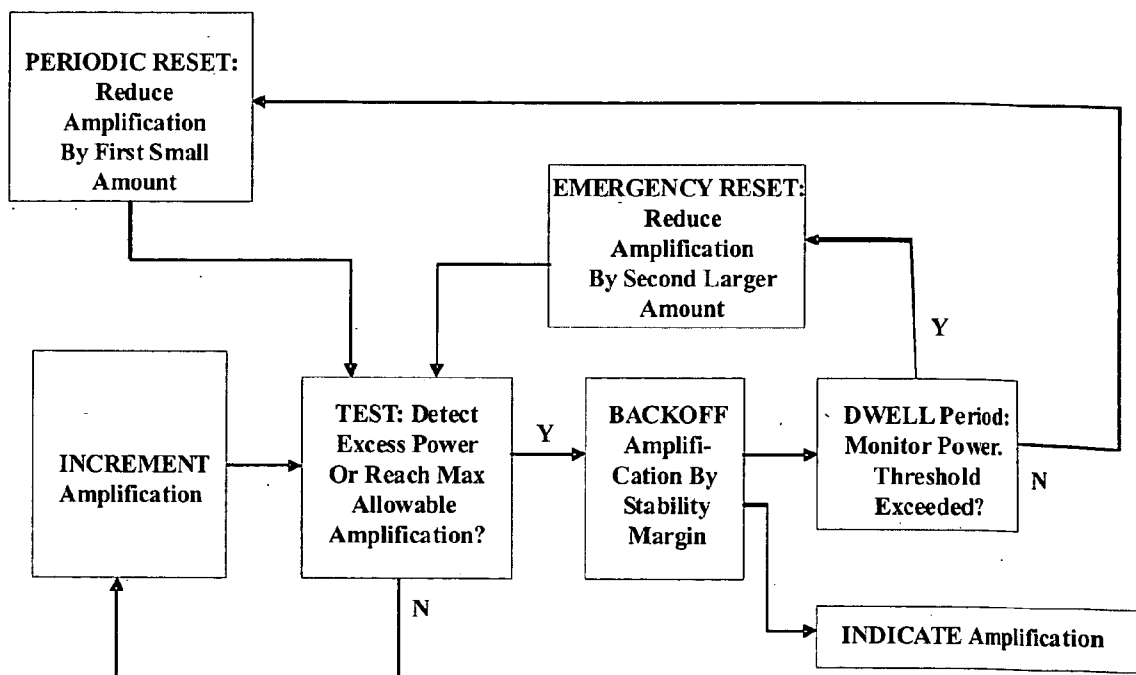 PERIODIC RESET:
Reduce
Amplification
By First Small
Amount
EMERGENCY RESET:
Reduce
Amplification
By Second Larger
Amount
Y
INCREMENT
Amplification
TEST: Detect
Excess Power
Or Reach Max
Allowable
Amplification?
Y
N
BACKOFF
Amplifi-
Cation By
Stability
Margin
DWELL Period:
Monitor Power.
Threshold
Exceeded?
N
INDICATE Amplification